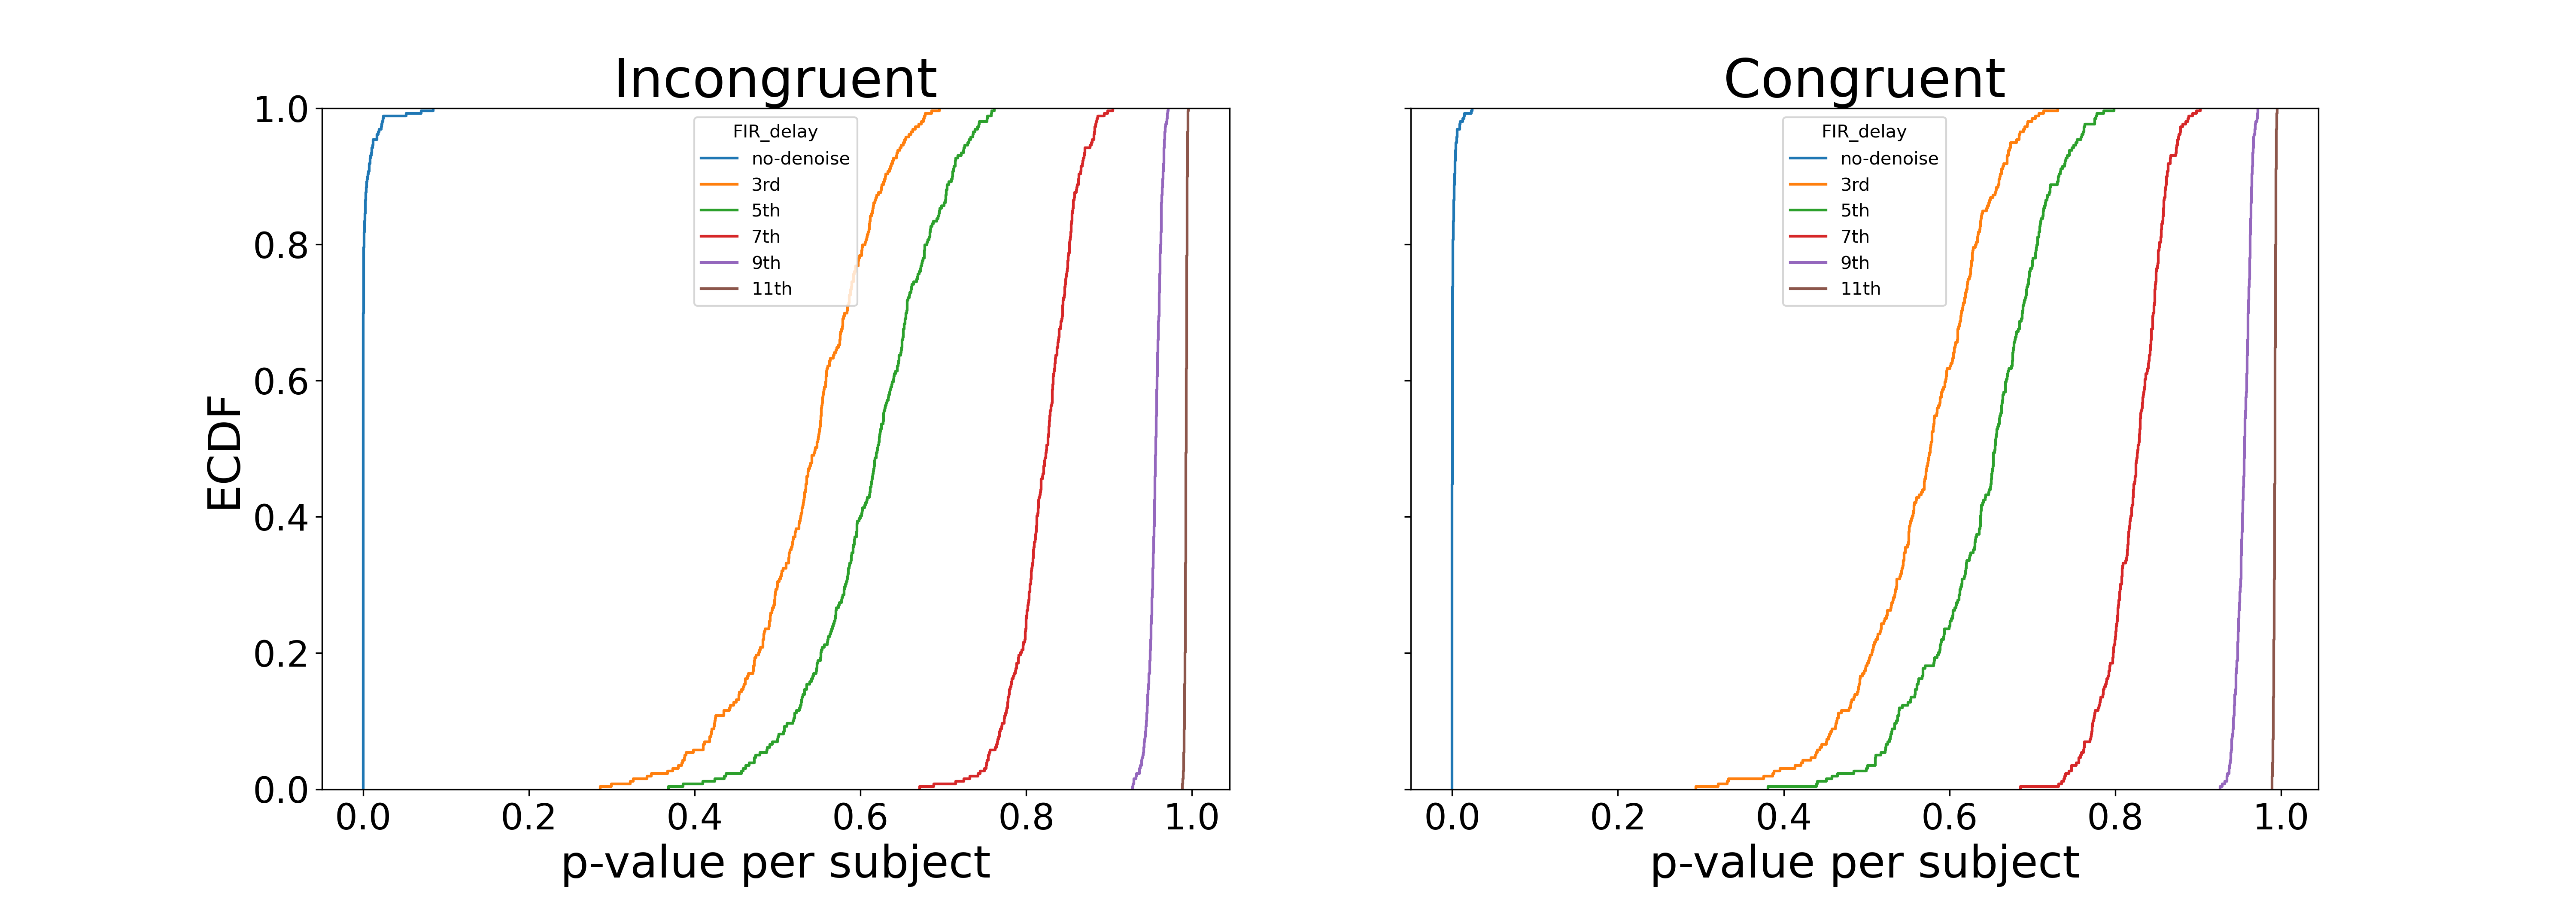 Incongruent
FIR_delay
no-denoise
3rd
5th
7th
9th
11th
1.0
0.8
0.6
0.4
0.2
0.0
ECDF
0.0 0.2 0.4 0.6 0.8 1.0
p-value per subject
Congruent
FIR_delay
no-denoise
3rd
5th
7th
9th
11th
0.0 0.2 0.4 0.6 0.8 1.0
p-value per subject